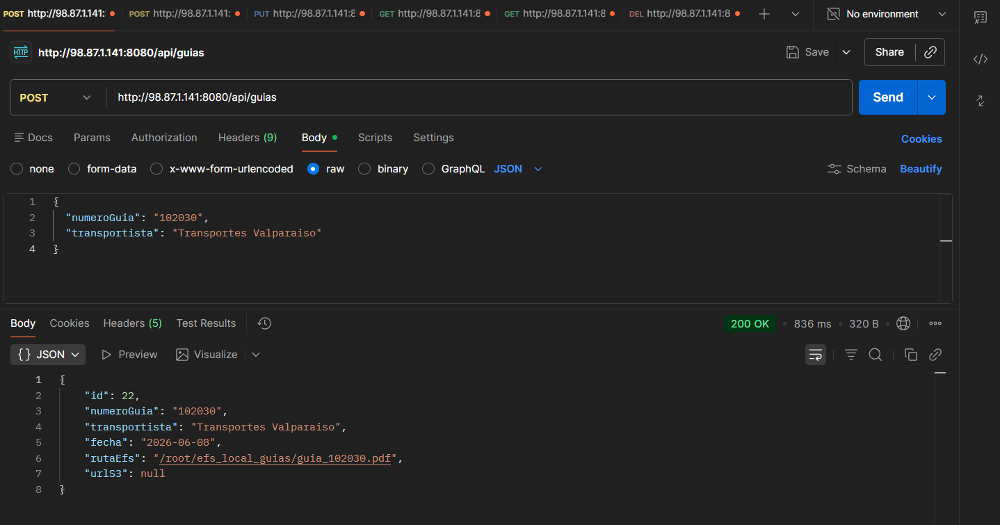 POST http://98.87.1.141: POST http://98.87.1.141: PUT http://98.87.1.141:8 GET http://98.87.1.141:8 GET http://98.87.1.141:8 DEL http://98.87.1.141:8 No environment
HTTP http://98.87.1.141:8080/api/guias Save Share
POST http://98.87.1.141:8080/api/guias Send
Docs Params Authorization Headers (9) Body Scripts Settings Cookies
none form-data x-www-form-urlencoded raw binary GraphQL JSON Schema Beautify
1 {
2 "numeroGuia": "102030",
3 "transportista": "Transportes Valparaiso"
4 }
Body Cookies Headers (5) Test Results 200 OK • 836 ms • 320 B
{} JSON Preview Visualize
1 {
2 "id": 22,
3 "numeroGuia": "102030",
4 "transportista": "Transportes Valparaiso",
5 "fecha": "2026-06-08",
6 "rutaEfs": "/root/efs_local_guias/guia_102030.pdf",
7 "urlS3": null
8 }